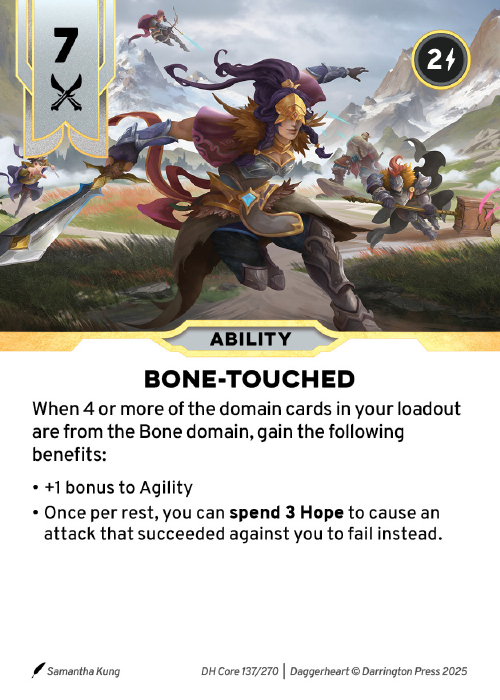 7
2
ABILITY
BONE-TOUCHED
When 4 or more of the domain cards in your loadout
are from the Bone domain, gain the following
benefits:
• +1 bonus to Agility
• Once per rest, you can spend 3 Hope to cause an
attack that succeeded against you to fail instead.
Samantha Kung DH Core 137/270 | Daggerheart © Darrington Press 2025